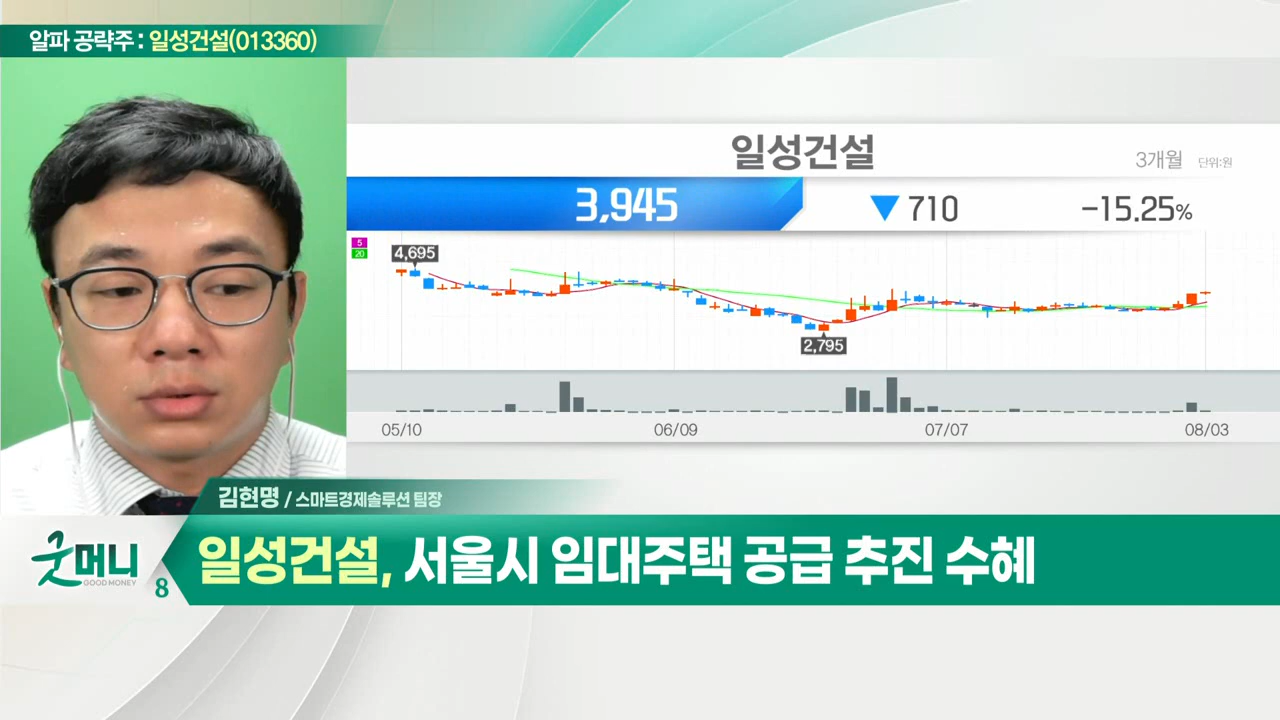 알파 공략주 : 일성건설(013360)
일성건설
3개월 단위:원
3,945 ▼ 710 -15.25%
5
20
4,695
2,795
05/10 06/09 07/07 08/03
김현명 / 스마트경제솔루션 팀장
굿머니
GOOD MONEY
8
일성건설, 서울시 임대주택 공급 추진 수혜